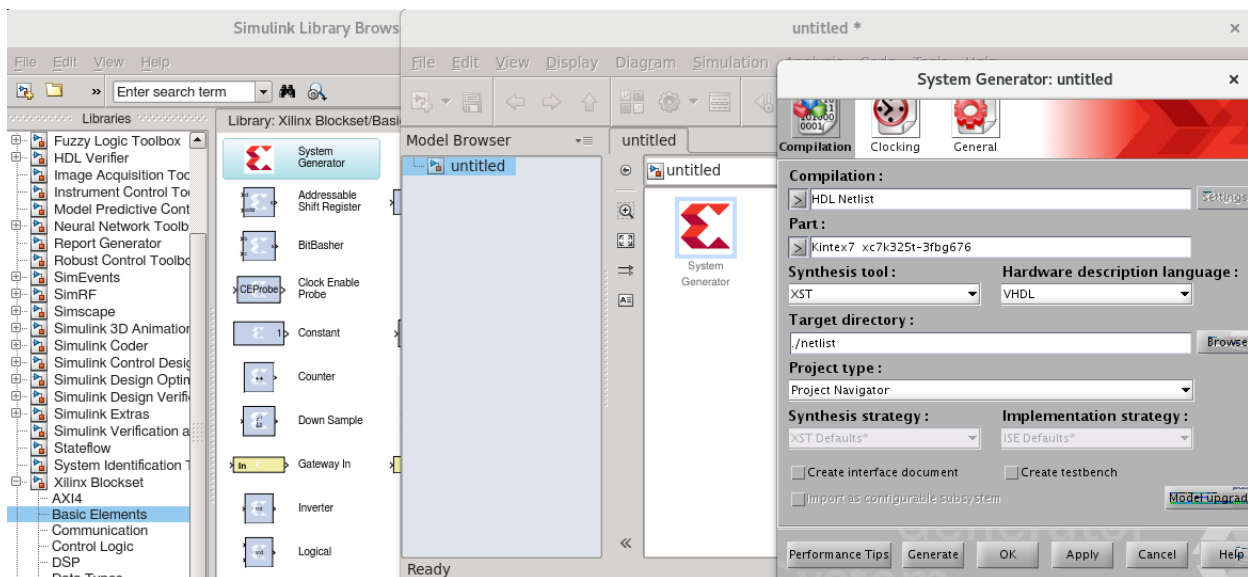 Simulink Library Brows
File Edit View Help
» Enter search term
Libraries
Fuzzy Logic Toolbox
HDL Verifier
Image Acquisition Too
Instrument Control To
Model Predictive Cont
Neural Network Toolb
Report Generator
Robust Control Toolbo
SimEvents
SimRF
Simscape
Simulink 3D Animation
Simulink Coder
Simulink Control Desig
Simulink Design Optin
Simulink Design Verifi
Simulink Extras
Simulink Verification a
Stateflow
System Identification T
Xilinx Blockset
AXI4
Basic Elements
Communication
Control Logic
DSP
Data Types
Library: Xilinx Blockset/Basi
System
Generator
Addressable
Shift Register
BitBasher
CEProbe
Clock Enable
Probe
1
Constant
Counter
Down Sample
In
Gateway In
Inverter
Logical
untitled *
File Edit View Display Diagram Simulation Analysis Code Tools Help
Model Browser
untitled
untitled
untitled
System
Generator
«
Ready
System Generator: untitled
Compilation Clocking General
Compilation :
> HDL Netlist Settings
Part :
> Kintex7 xc7k325t-3fbg676
Synthesis tool : Hardware description language :
XST VHDL
Target directory :
./netlist Browse
Project type :
Project Navigator
Synthesis strategy : Implementation strategy :
XST Defaults* ISE Defaults*
Create interface document Create testbench
Import as configurable subsystem Model upgrad
Performance Tips Generate OK Apply Cancel Help